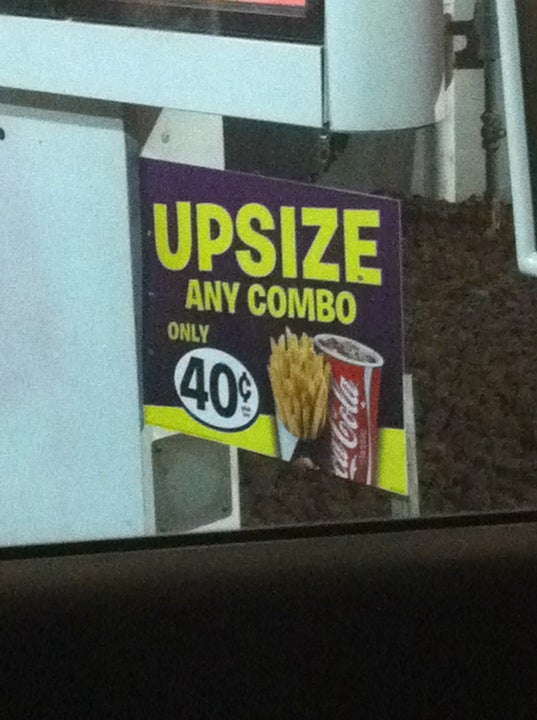 UPSIZE
ANY COMBO
ONLY
40¢
Coca-Cola